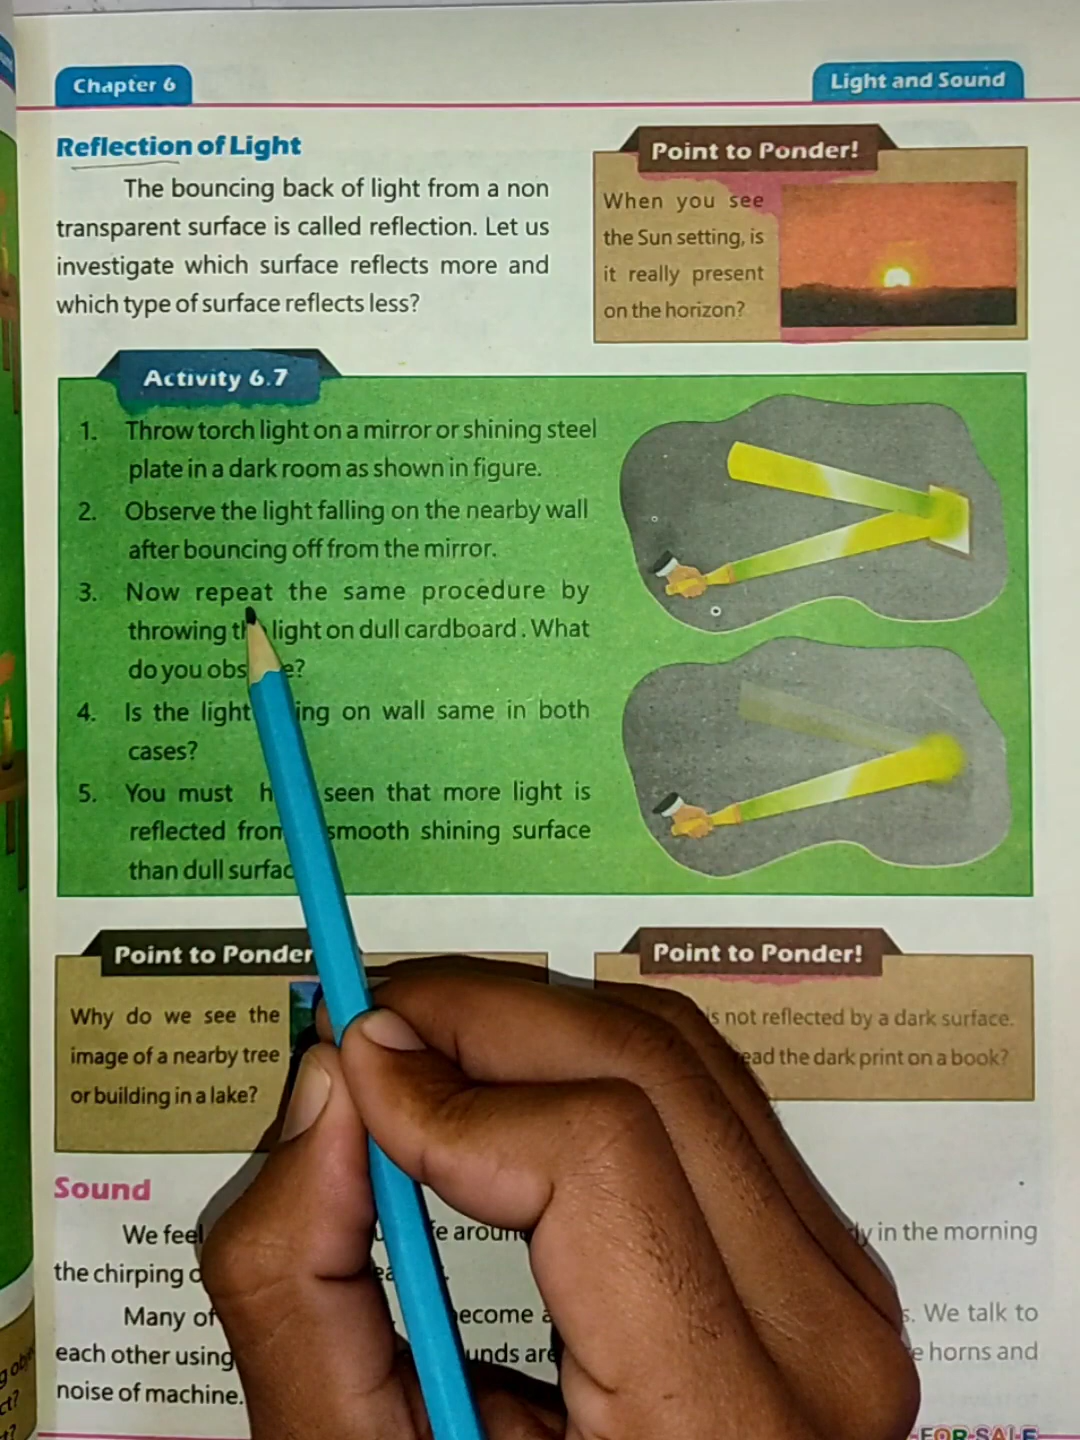 Chapter 6
Light and Sound
Reflection of Light
The bouncing back of light from a non
transparent surface is called reflection. Let us
investigate which surface reflects more and
which type of surface reflects less?
Point to Ponder!
When you see
the Sun setting, is
it really present
on the horizon?
Activity 6.7
1. Throw torch light on a mirror or shining steel
plate in a dark room as shown in figure.
2. Observe the light falling on the nearby wall
after bouncing off from the mirror.
3. Now repeat the same procedure by
throwing light on dull cardboard. What
do you e?
4. Is the light ing on wall same in both
cases?
5. You must seen that more light is
reflected smooth shining surface
than dull
Point to Ponder
Why do we see the
image of a nearby tree
or building in a lake?
Point to Ponder!
is not reflected by a dark surface.
the dark print on a book?
Sound
We feel in the morning
the chirping
Many of ecome We talk to
each other using horns and
noise of machine.
FOR SALE